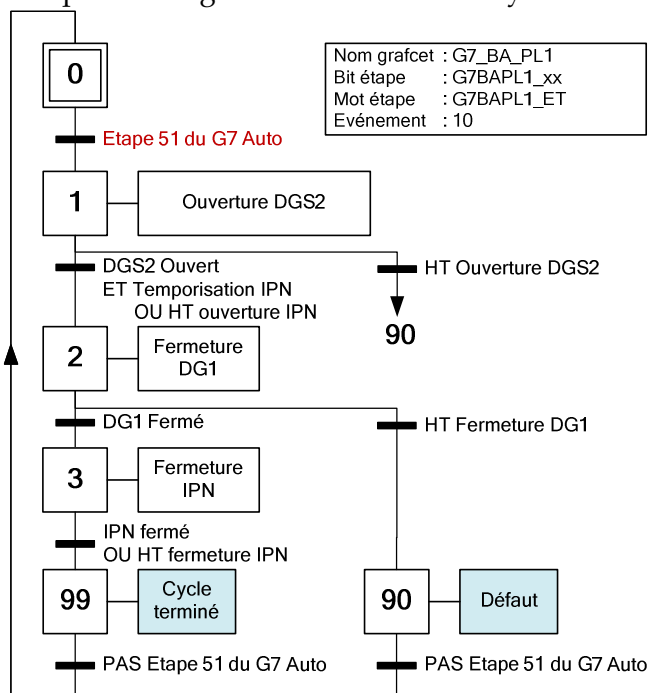 0
Nom grafcet : G7_BA_PL1
Bit étape : G7BAPL1_xx
Mot étape : G7BAPL1_ET
Evénement : 10
Etape 51 du G7 Auto
1
Ouverture DGS2
DGS2 Ouvert
ET Temporisation IPN
OU HT ouverture IPN
HT Ouverture DGS2
90
2
Fermeture
DG1
DG1 Fermé
HT Fermeture DG1
3
Fermeture
IPN
IPN fermé
OU HT fermeture IPN
99
Cycle
terminé
90
Défaut
PAS Etape 51 du G7 Auto
PAS Etape 51 du G7 Auto